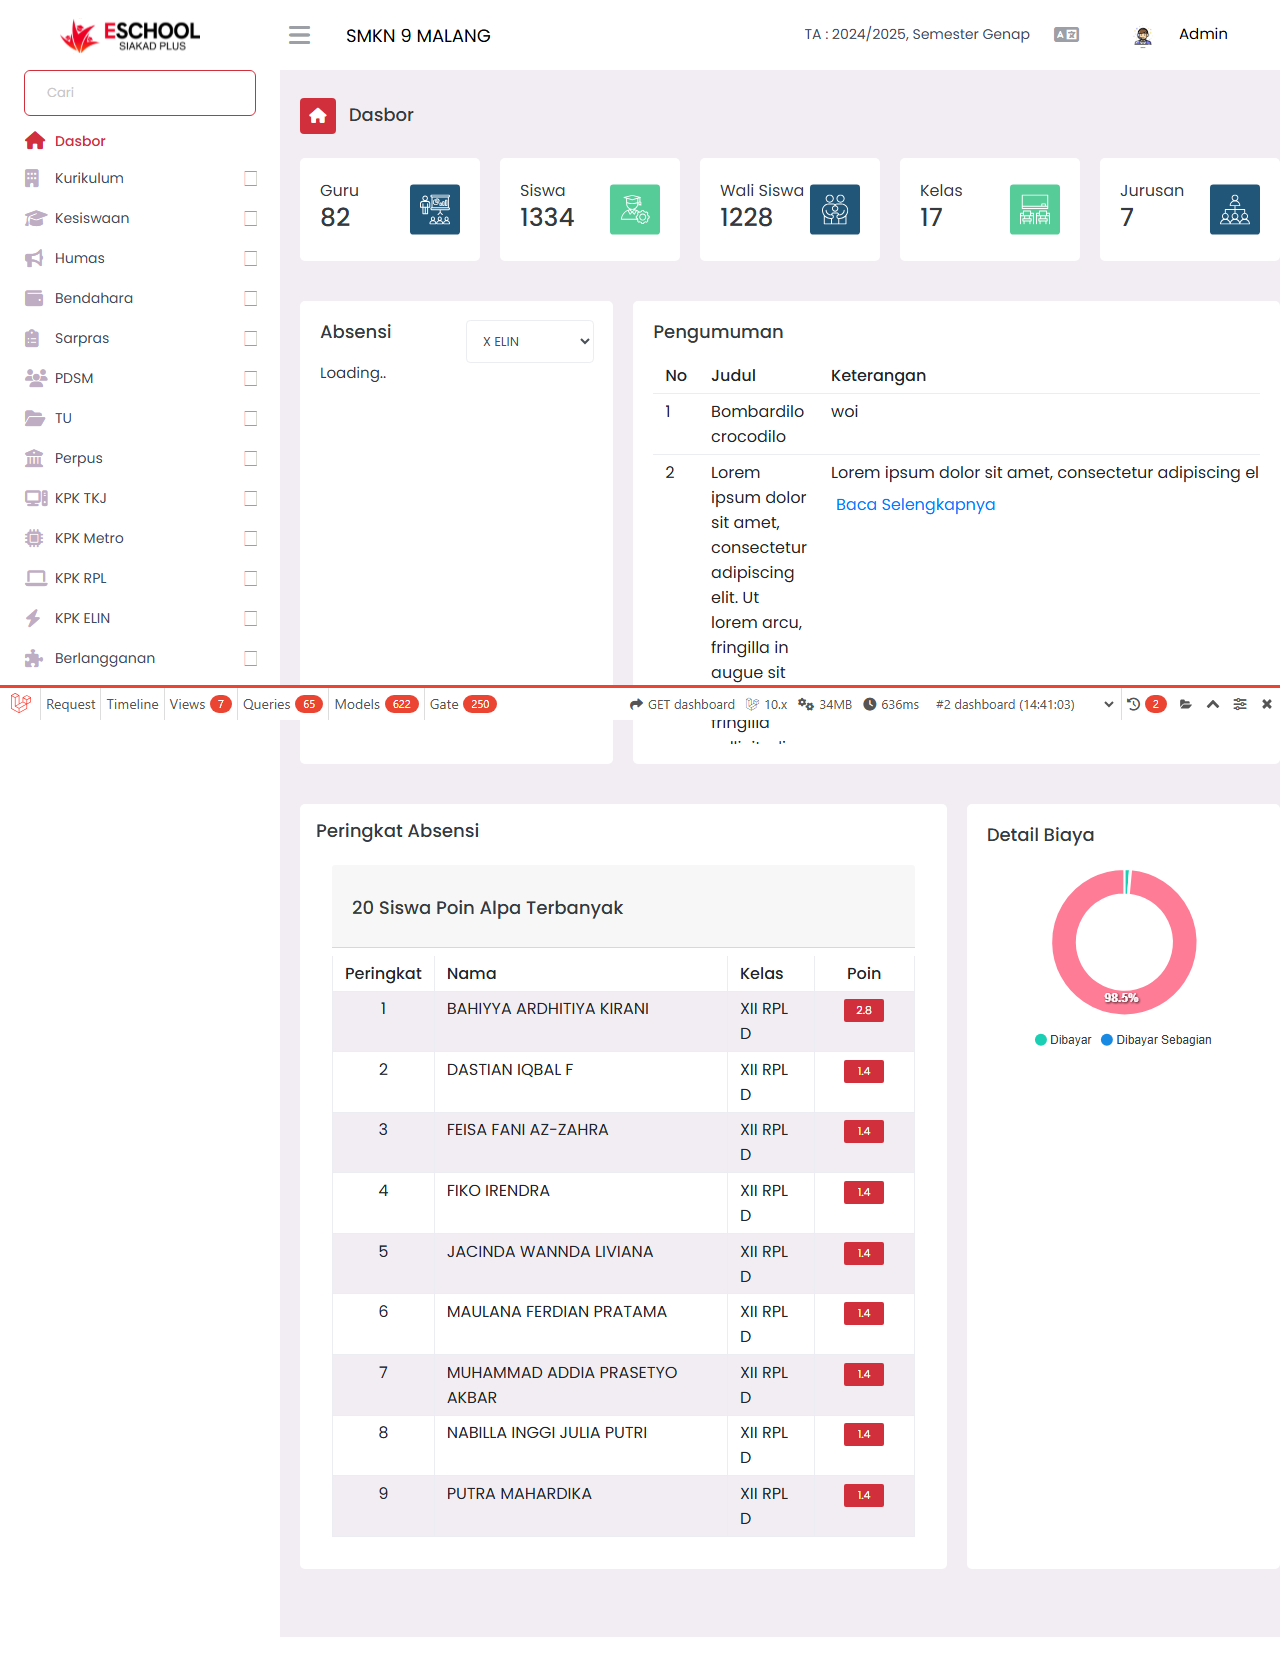 ESCHOOL
SIAKAD PLUS
SMKN 9 MALANG
TA : 2024/2025, Semester Genap
Admin
Cari
Dasbor
Kurikulum
Kesiswaan
Humas
Bendahara
Sarpras
PDSM
TU
Perpus
KPK TKJ
KPK Metro
KPK RPL
KPK ELIN
Berlangganan
Dasbor
Guru
82
Siswa
1334
Wali Siswa
1228
Kelas
17
Jurusan
7
Absensi
X ELIN
Loading..
Pengumuman
No Judul Keterangan
1 Bombardilo woi
crocodilo
2 Lorem Lorem ipsum dolor sit amet, consectetur adipiscing el
ipsum dolor Baca Selengkapnya
sit amet,
consectetur
adipiscing
elit. Ut
lorem arcu,
fringilla in
augue sit
Request Timeline Views 7 Queries 65 Models 622 Gate 250 GET dashboard 10.x 34MB 636ms #2 dashboard (14:41:03) 2
fringilla
Peringkat Absensi
20 Siswa Poin Alpa Terbanyak
Peringkat Nama Kelas Poin
1 BAHIYYA ARDHITIYA KIRANI XII RPL 2.8
D
2 DASTIAN IQBAL F XII RPL 1.4
D
3 FEISA FANI AZ-ZAHRA XII RPL 1.4
D
4 FIKO IRENDRA XII RPL 1.4
D
5 JACINDA WANNDA LIVIANA XII RPL 1.4
D
6 MAULANA FERDIAN PRATAMA XII RPL 1.4
D
7 MUHAMMAD ADDIA PRASETYO XII RPL 1.4
AKBAR D
8 NABILLA INGGI JULIA PUTRI XII RPL 1.4
D
9 PUTRA MAHARDIKA XII RPL 1.4
D
Detail Biaya
98.5%
Dibayar Dibayar Sebagian